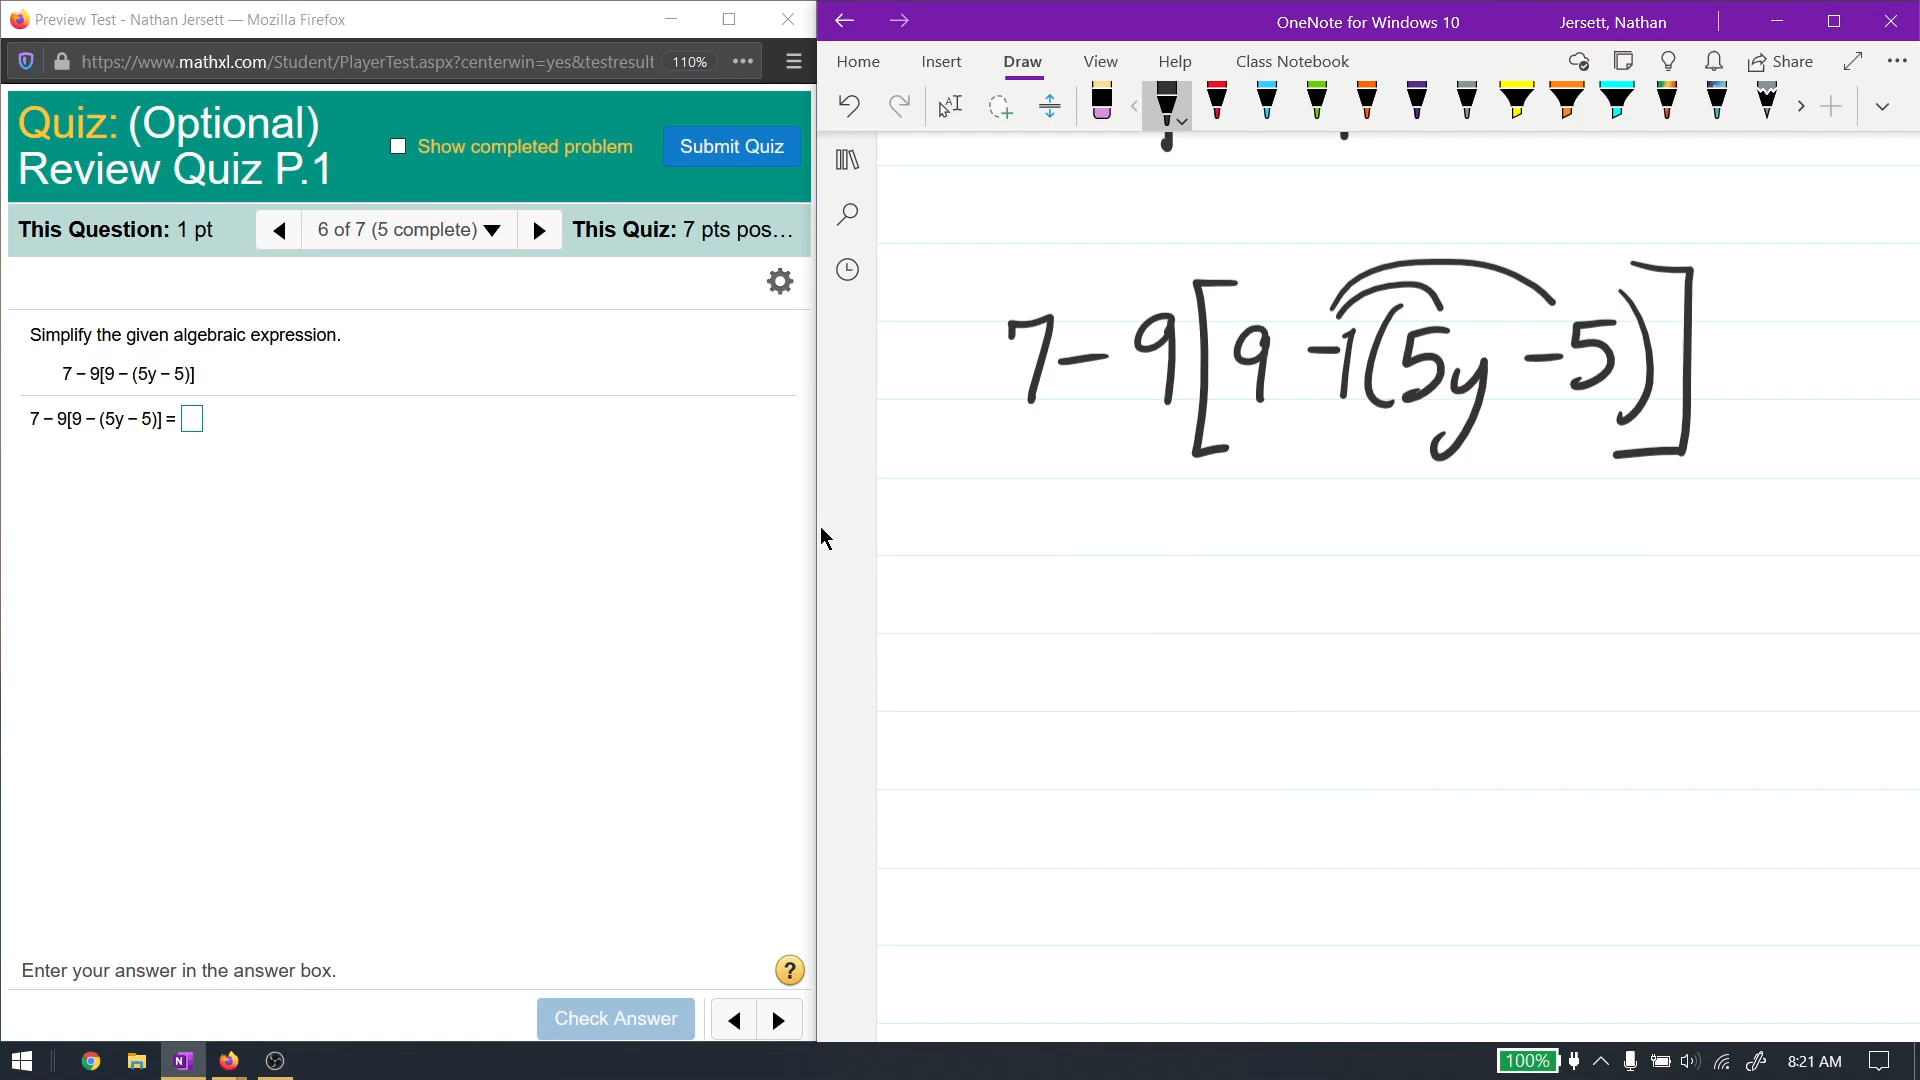 Preview Test - Nathan Jersett — Mozilla Firefox
https://www.mathxl.com/Student/PlayerTest.aspx?centerwin=yes&testresult 110%
Quiz: (Optional)
Review Quiz P.1
Show completed problem
Submit Quiz
This Question: 1 pt
6 of 7 (5 complete)
This Quiz: 7 pts pos…
Simplify the given algebraic expression.
7 – 9[9 – (5y – 5)]
7 – 9[9 – (5y – 5)] =
Enter your answer in the answer box.
?
Check Answer
OneNote for Windows 10
Jersett, Nathan
Home Insert Draw View Help Class Notebook Share
7 - 9[9 -1(5y - 5)]
100% 8:21 AM